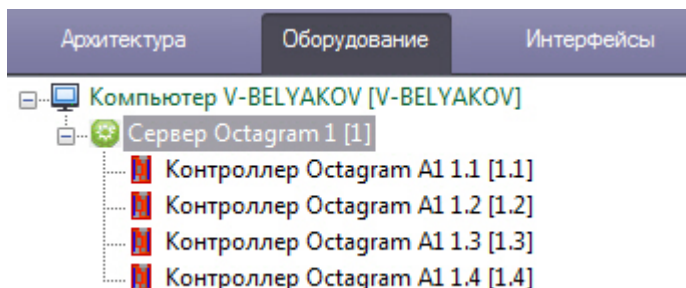 Архитектура Оборудование Интерфейсы
Компьютер V-BELYAKOV [V-BELYAKOV]
Сервер Octagram 1 [1]
Контроллер Octagram A1 1.1 [1.1]
Контроллер Octagram A1 1.2 [1.2]
Контроллер Octagram A1 1.3 [1.3]
Контроллер Octagram A1 1.4 [1.4]